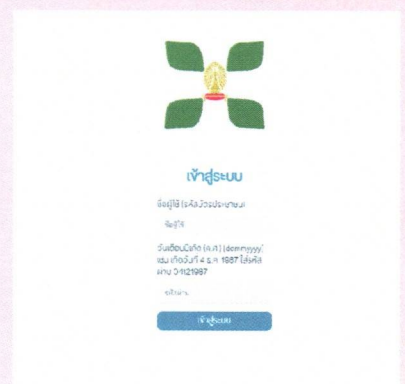 เข้าสู่ระบบ
ชื่อผู้ใช้ (รหัสบัตรประชาชน)
ชื่อผู้ใช้
วันเดือนปีเกิด (ค.ศ.) (ddmmyyyy)
เช่น เกิดวันที่ 4 ธ.ค. 1987 ใส่รหัส
ผ่าน 04121987
รหัสผ่าน
เข้าสู่ระบบ